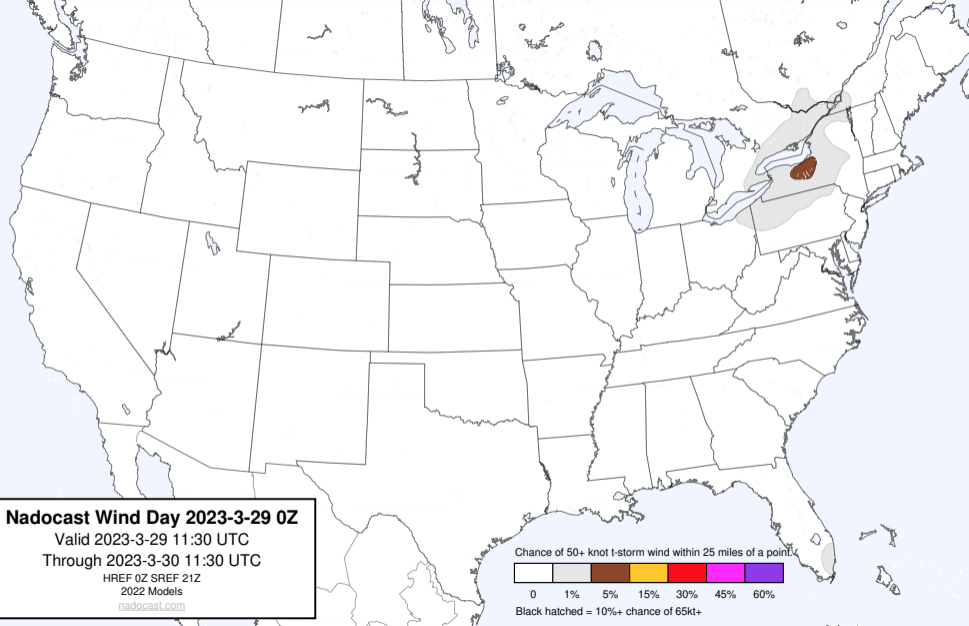 Nadocast Wind Day 2023-3-29 0Z
Valid 2023-3-29 11:30 UTC
Through 2023-3-30 11:30 UTC
HREF 0Z SREF 21Z
2022 Models
nadocast.com
Chance of 50+ knot t-storm wind within 25 miles of a point.
0 1% 5% 15% 30% 45% 60%
Black hatched = 10%+ chance of 65kt+